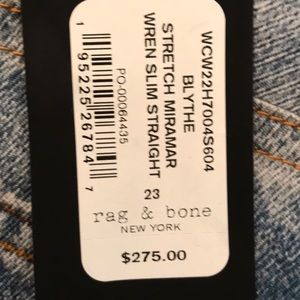 WCW22H7004S604
BLYTHE
STRETCH MIRAMAR
WREN SLIM STRAIGHT
PO-00064435
1 95225 26784 7
23
rag & bone
NEW YORK
$275.00